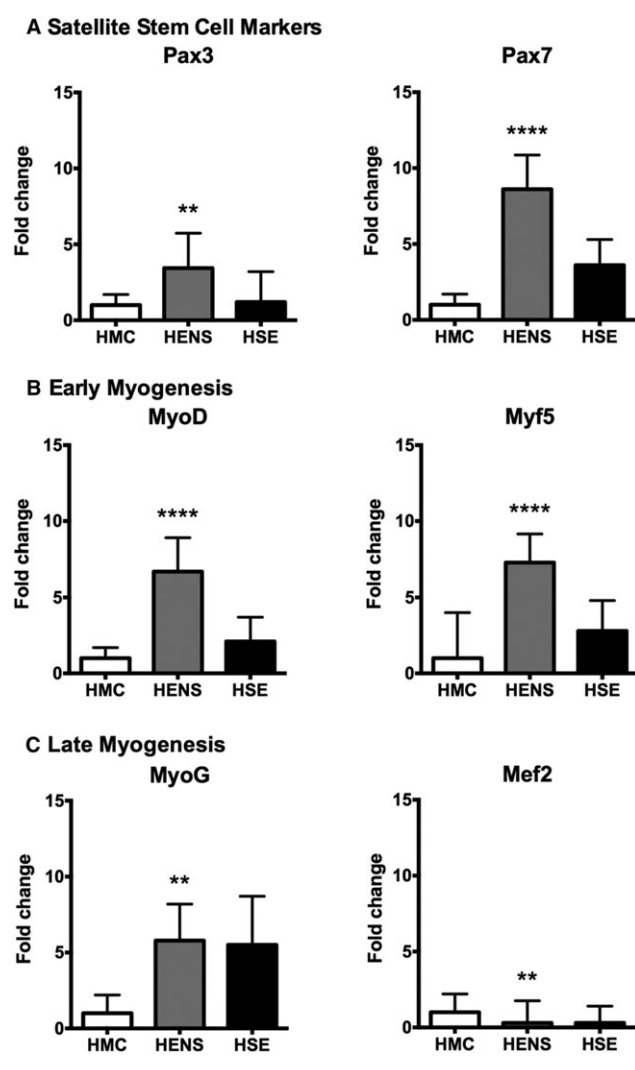 A Satellite Stem Cell Markers
Pax3
Pax7
Fold change
15
10
5
0
**
HMC HENS HSE
Fold change
15
10
5
0
****
HMC HENS HSE
B Early Myogenesis
MyoD
Myf5
Fold change
15
10
5
0
****
HMC HENS HSE
Fold change
15
10
5
0
****
HMC HENS HSE
C Late Myogenesis
MyoG
Mef2
Fold change
15
10
5
0
**
HMC HENS HSE
Fold change
15
10
5
0
**
HMC HENS HSE